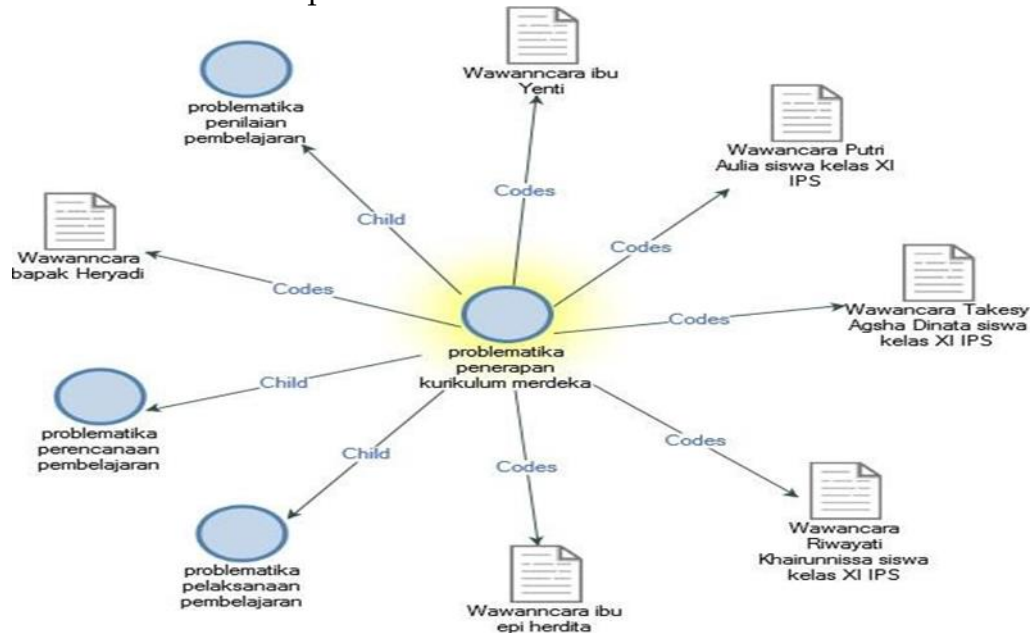 Wawanncara ibu
Yenti
problematika
penilaian
pembelajaran
Wawancara Putri
Aulia siswa kelas XI
IPS
Codes
Child
Codes
Wawanncara
bapak Heryadi
Codes
Wawancara Takesy
Agsha Dinata siswa
kelas XI IPS
Codes
problematika
penerapan
kurikulum merdeka
Child
problematika
perencanaan
pembelajaran
Child
Codes
Codes
Wawancara
Riwayati
Khairunnissa siswa
kelas XI IPS
problematika
pelaksanaan
pembelajaran
Wawanncara ibu
epi herdita